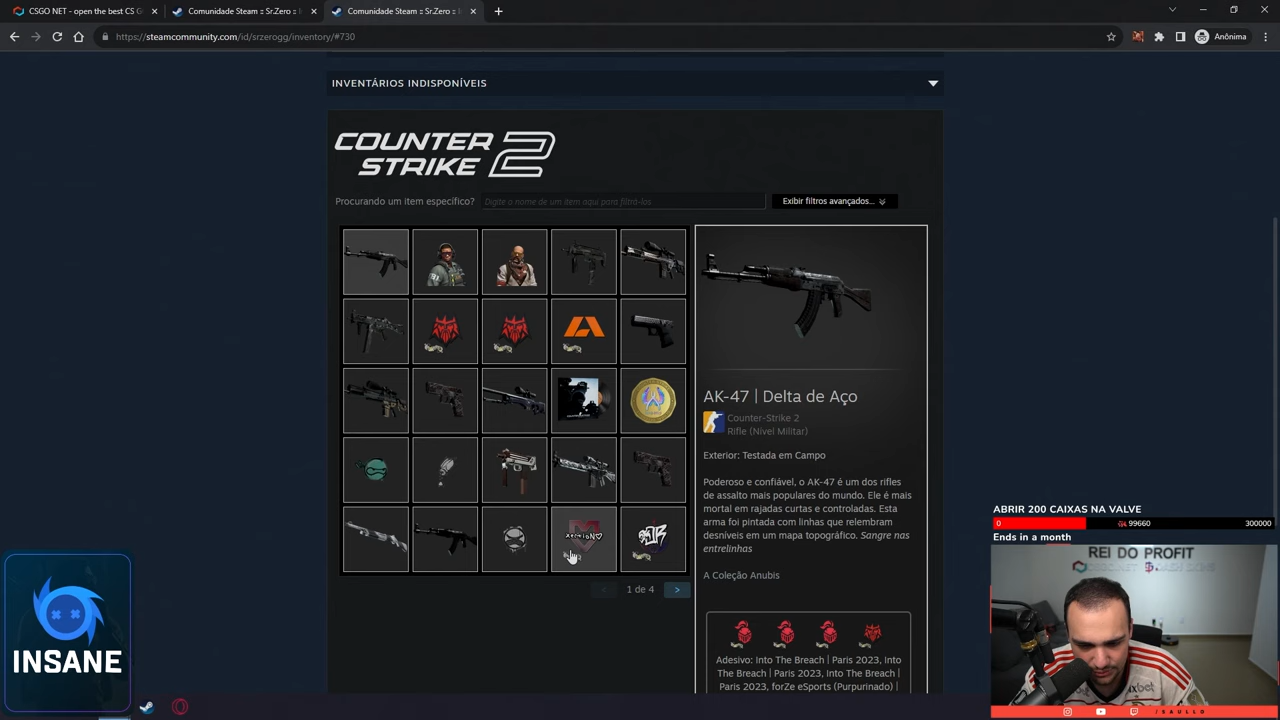 CSGO NET - open the best CS G
Comunidade Steam :: Sr.Zero ::
Comunidade Steam :: Sr.Zero ::
https://steamcommunity.com/id/srzerogg/inventory/#730
Anônima
INVENTÁRIOS INDISPONÍVEIS
COUNTER
STRIKE 2
Procurando um item específico?
Digite o nome de um item aqui para filtrá-los
Exibir filtros avançados...
AK-47 | Delta de Aço
Counter-Strike 2
Rifle (Nível Militar)
Exterior: Testada em Campo
Poderoso e confiável, o AK-47 é um dos rifles
de assalto mais populares do mundo. Ele é mais
mortal em rajadas curtas e controladas. Esta
arma foi pintada com linhas que relembram
desníveis em um mapa topográfico. Sangre nas
entrelinhas
A Coleção Anubis
1 de 4
>
Adesivo: Into The Breach | Paris 2023, Into
The Breach | Paris 2023, Into The Breach |
Paris 2023, forZe eSports (Purpurinado) |
ABRIR 200 CAIXAS NA VALVE
0
99660
300000
Ends in a month
REI DO PROFIT
CSGO.NET
INSANE
/SAULLO